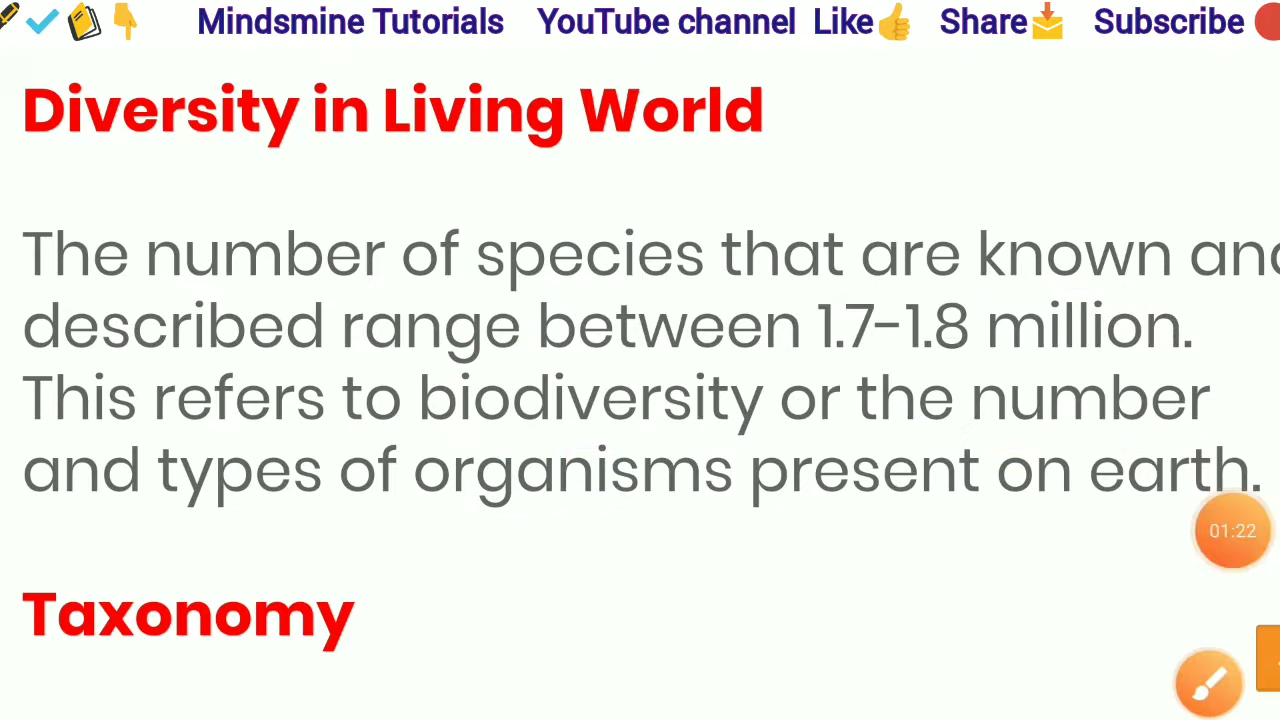 Mindsmine Tutorials YouTube channel Like Share Subscribe
Diversity in Living World
The number of species that are known and
described range between 1.7-1.8 million.
This refers to biodiversity or the number
and types of organisms present on earth.
01:22
Taxonomy